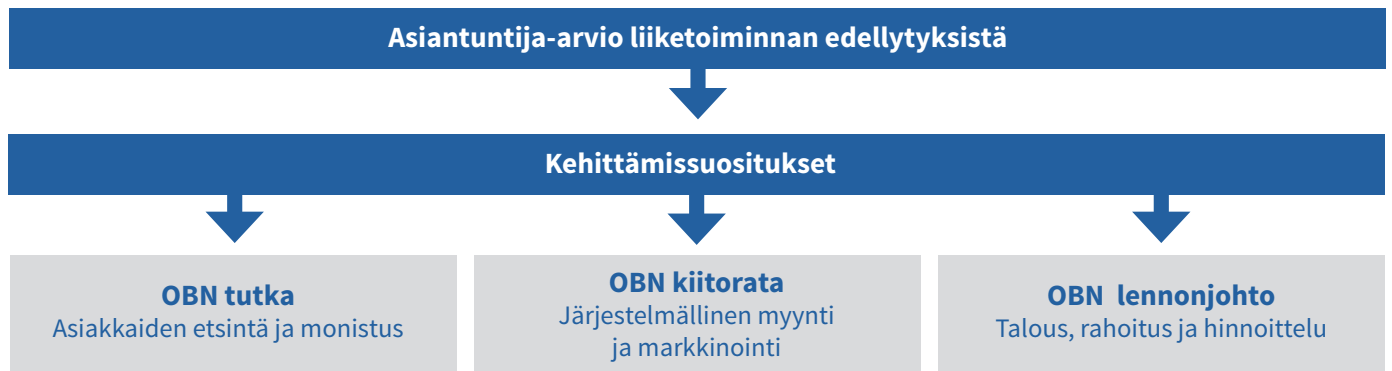 Asiantuntija-arvio liiketoiminnan edellytyksistä
Kehittämissuositukset
OBN tutka
Asiakkaiden etsintä ja monistus
OBN kiitorata
Järjestelmällinen myynti
ja markkinointi
OBN lennonjohto
Talous, rahoitus ja hinnoittelu